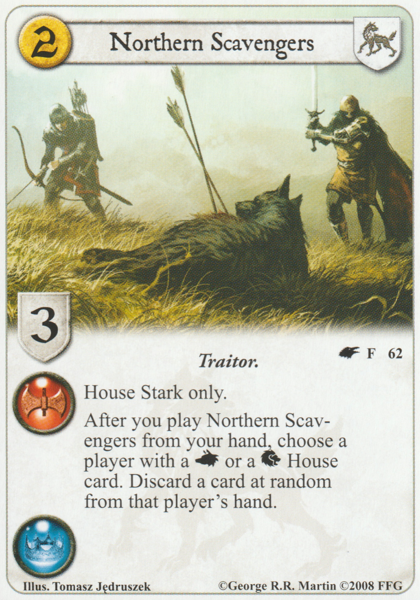 2
Northern Scavengers
3
Traitor.
F 62
House Stark only.
After you play Northern Scav-
engers from your hand, choose a
player with a or a House
card. Discard a card at random
from that player's hand.
Illus. Tomasz Jędruszek
©George R.R. Martin ©2008 FFG